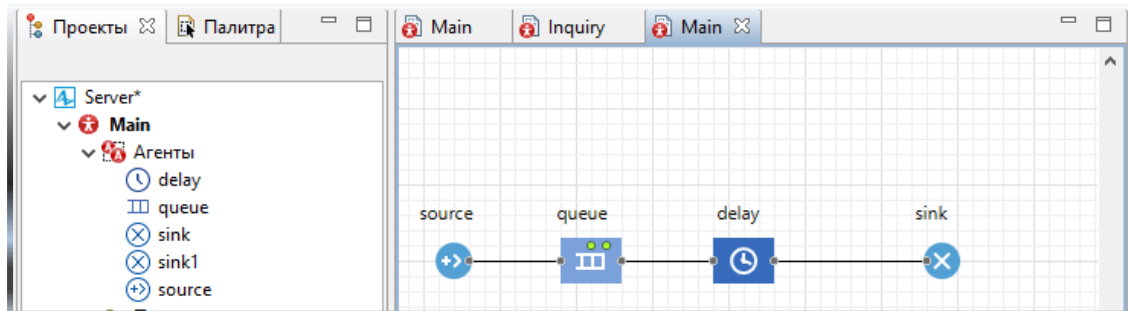 Проекты Палитра Main Inquiry Main
Server*
Main
Агенты
delay
queue
sink
sink1
source
source queue delay sink